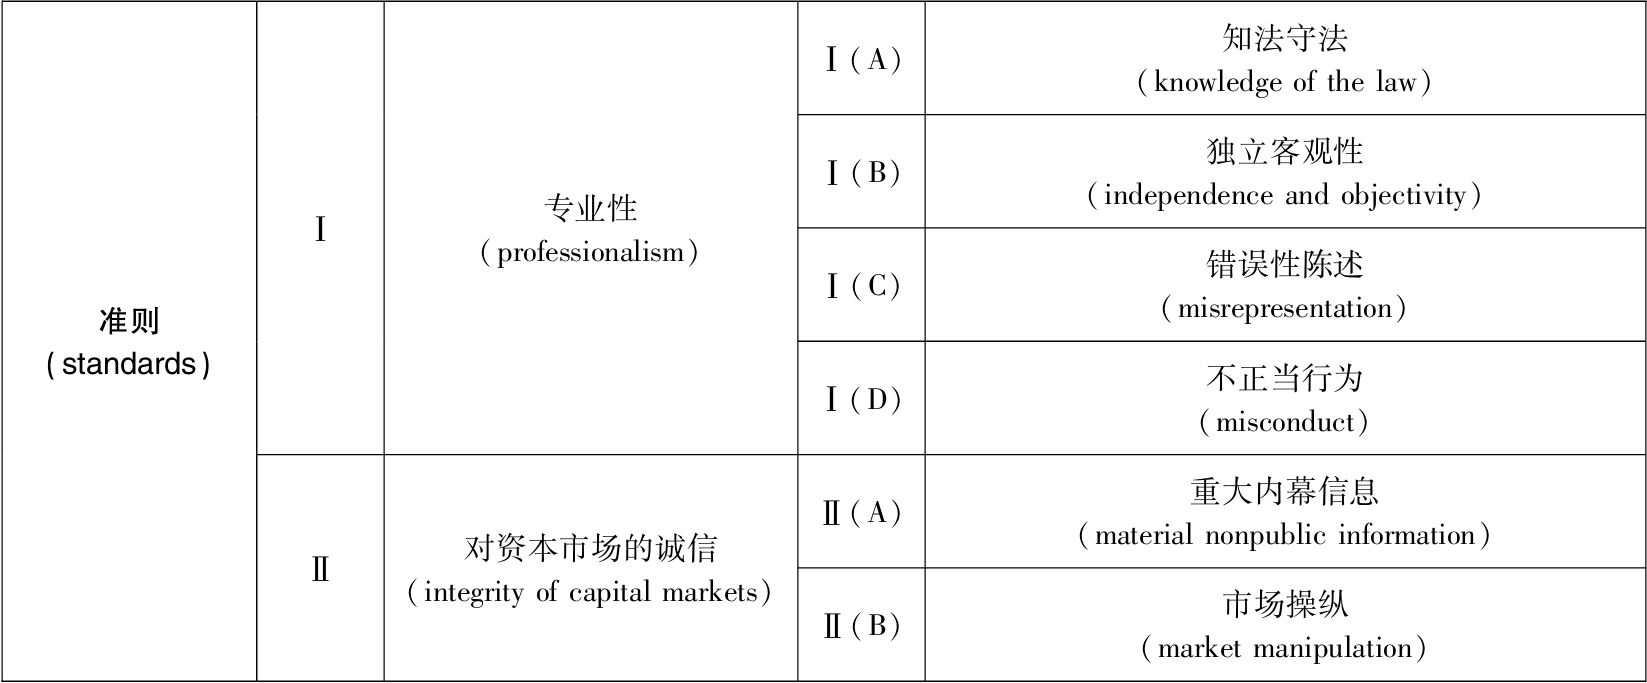 准则
(standards)
Ⅰ
专业性
(professionalism)
Ⅰ(A)
知法守法
(knowledge of the law)
Ⅰ(B)
独立客观性
(independence and objectivity)
Ⅰ(C)
错误性陈述
(misrepresentation)
Ⅰ(D)
不正当行为
(misconduct)
Ⅱ
对资本市场的诚信
(integrity of capital markets)
Ⅱ(A)
重大内幕信息
(material nonpublic information)
Ⅱ(B)
市场操纵
(market manipulation)